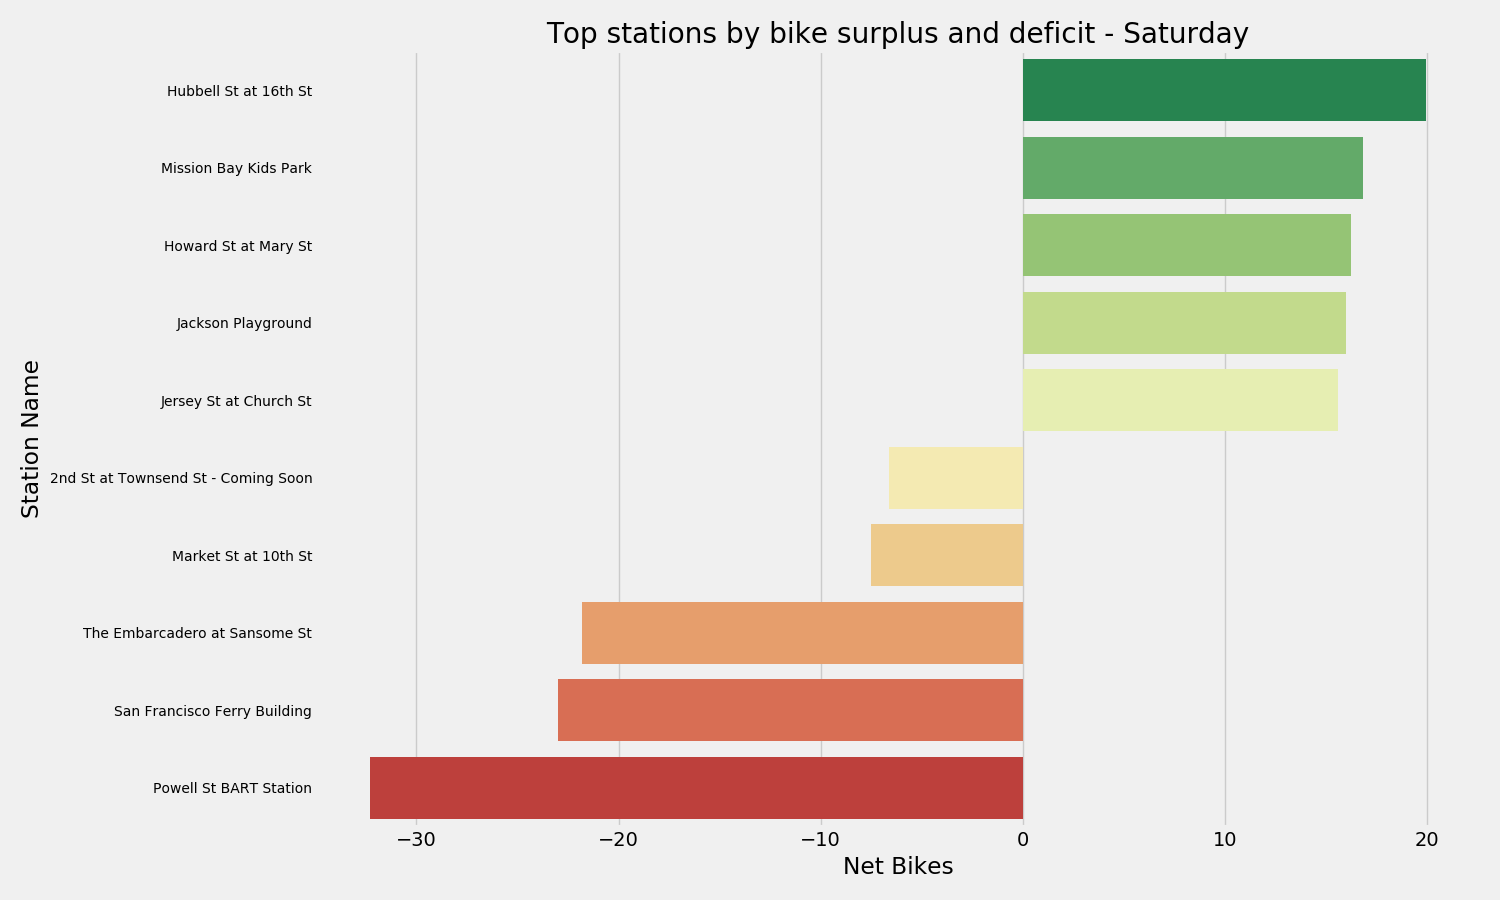 Top stations by bike surplus and deficit - Saturday
Station Name
Hubbell St at 16th St
Mission Bay Kids Park
Howard St at Mary St
Jackson Playground
Jersey St at Church St
2nd St at Townsend St - Coming Soon
Market St at 10th St
The Embarcadero at Sansome St
San Francisco Ferry Building
Powell St BART Station
−30 −20 −10 0 10 20
Net Bikes